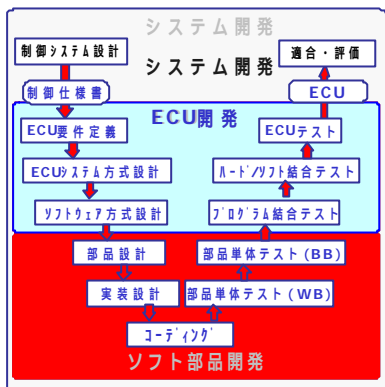 システム開発
制御システム設計
適合・評価
システム開発
制御仕様書
ECU
ECU開発
ECU要件定義
ECUテスト
ECUｼｽﾃﾑ方式設計
ﾊｰﾄﾞ/ｿﾌﾄ結合テスト
ｿﾌﾄｳｪｱ方式設計
ﾌﾟﾛｸﾞﾗﾑ結合テスト
部品設計
部品単体テスト(BB)
実装設計
部品単体テスト(WB)
ｺｰﾃﾞｨﾝｸﾞ
ソフト部品開発